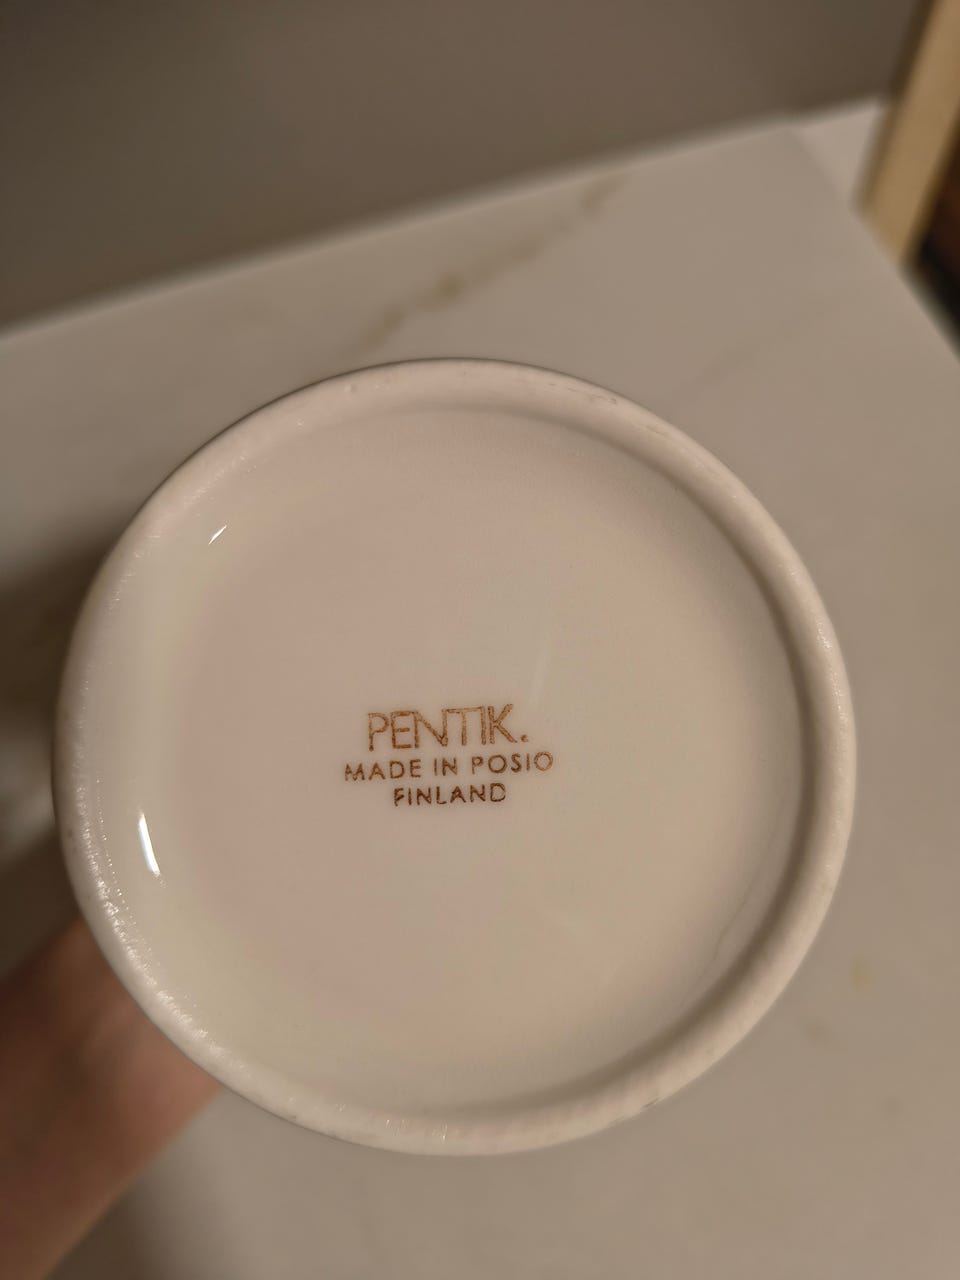 PENTIK.
MADE IN POSIO
FINLAND